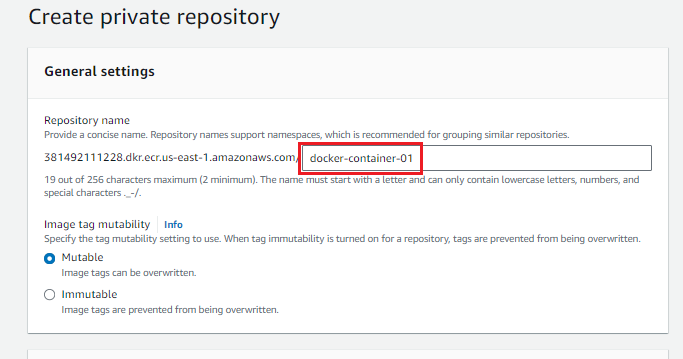 Create private repository
General settings
Repository name
Provide a concise name. Repository names support namespaces, which is recommended for grouping similar repositories.
381492111228.dkr.ecr.us-east-1.amazonaws.com/ docker-container-01
19 out of 256 characters maximum (2 minimum). The name must start with a letter and can only contain lowercase letters, numbers, and
special characters ._-/.
Image tag mutability Info
Specify the tag mutability setting to use. When tag immutability is turned on for a repository, tags are prevented from being overwritten.
Mutable
Image tags can be overwritten.
Immutable
Image tags are prevented from being overwritten.